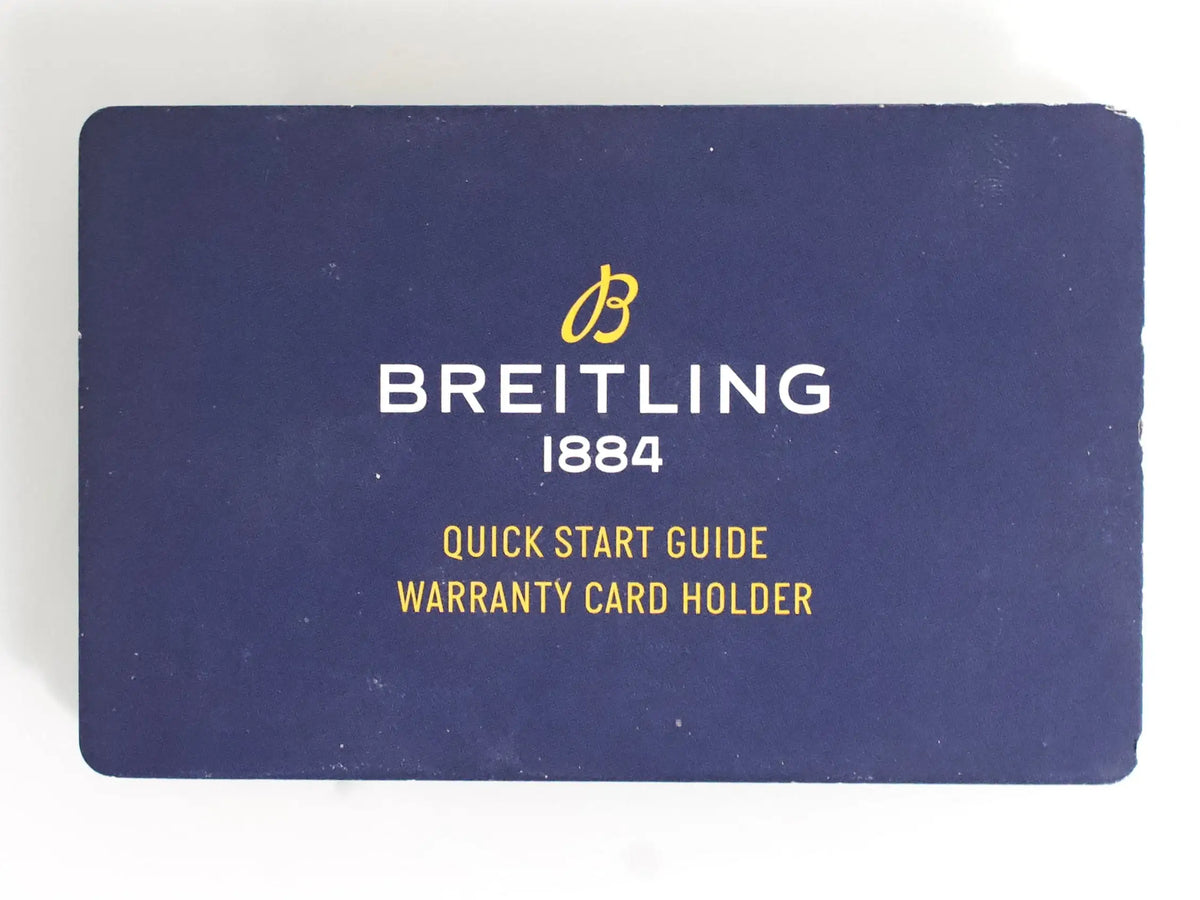 B
BREITLING
1884
QUICK START GUIDE
WARRANTY CARD HOLDER